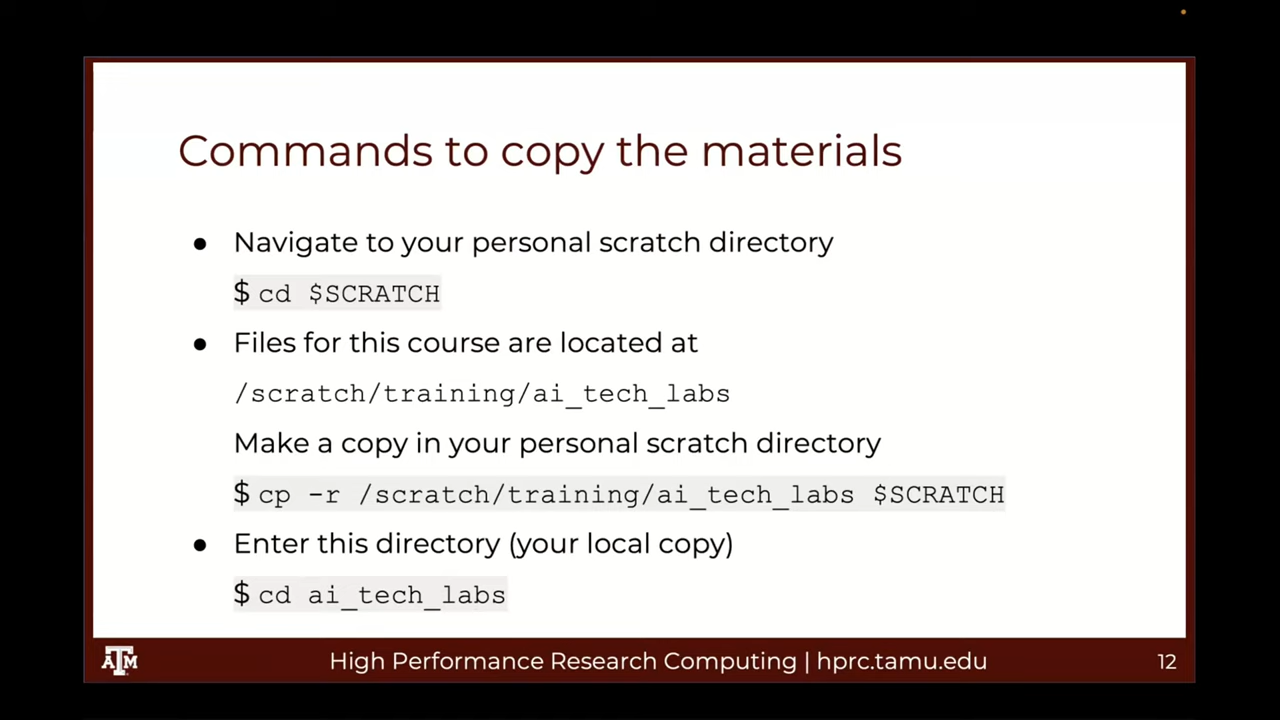 Commands to copy the materials
● Navigate to your personal scratch directory
$ cd $SCRATCH
● Files for this course are located at
/scratch/training/ai_tech_labs
Make a copy in your personal scratch directory
$ cp -r /scratch/training/ai_tech_labs $SCRATCH
● Enter this directory (your local copy)
$ cd ai_tech_labs
ATM
High Performance Research Computing | hprc.tamu.edu
12